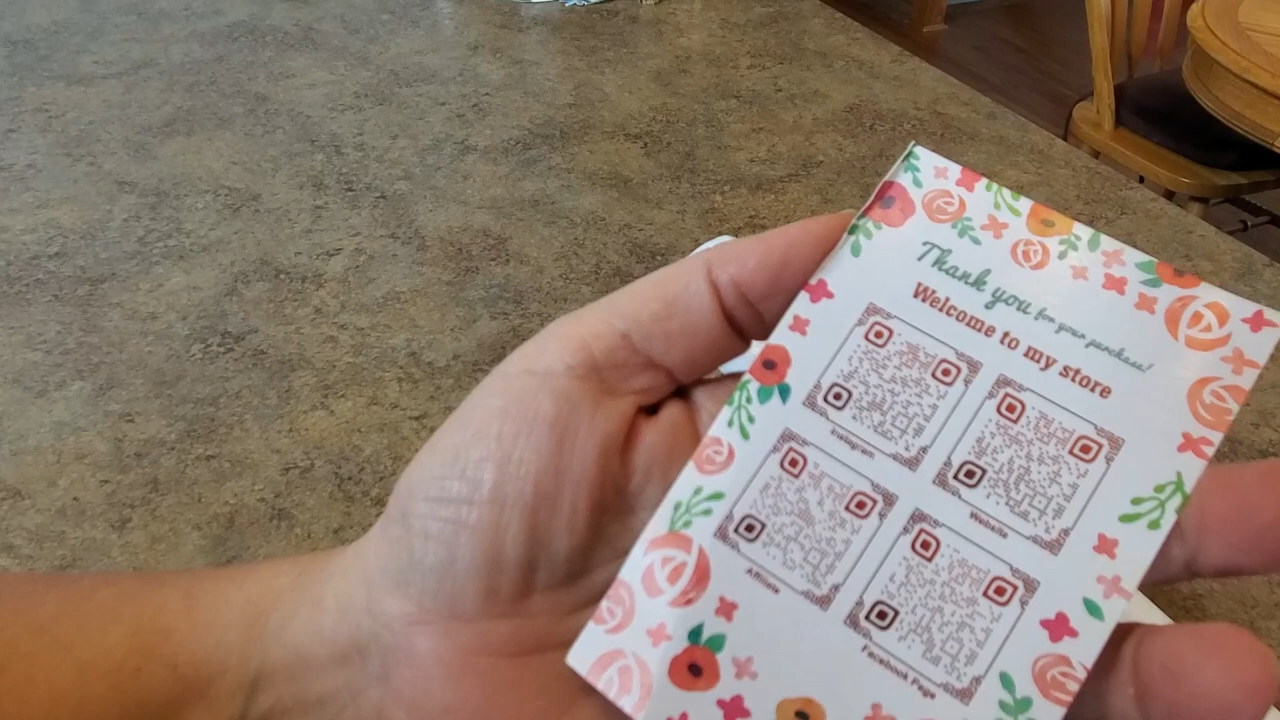 Thank you for your purchase!
Welcome to my store
Instagram
Website
Affiliate
Facebook Page